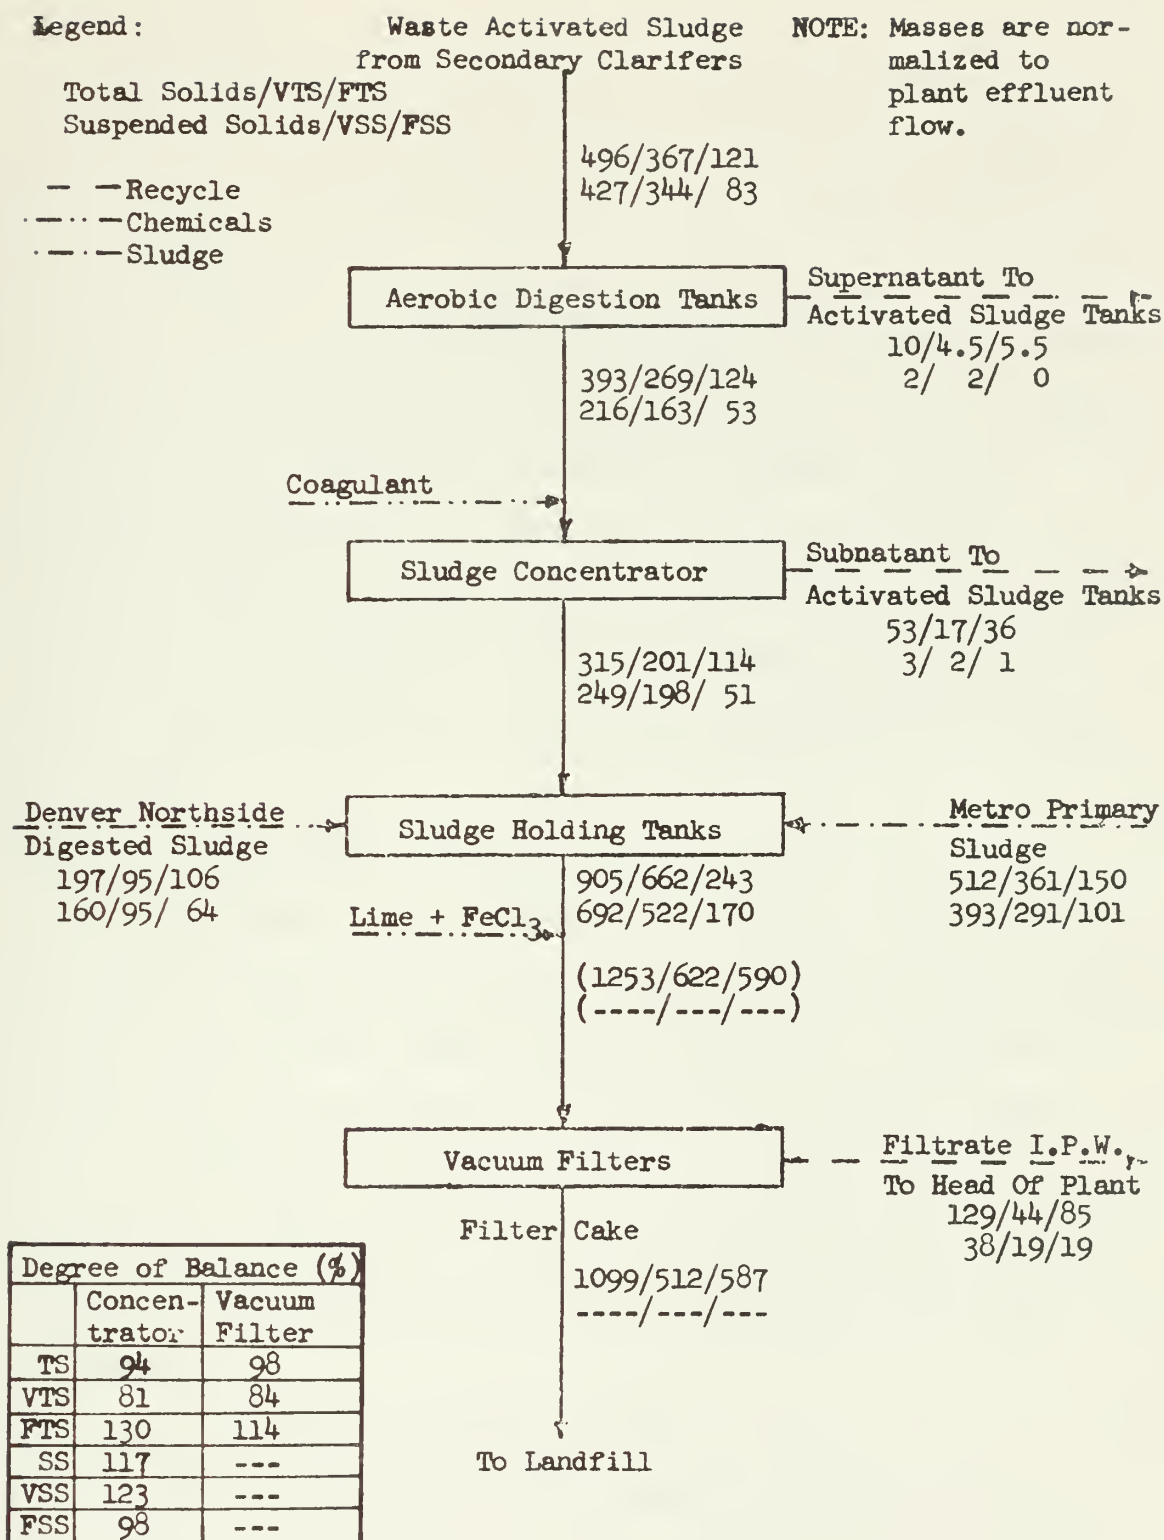 Legend:
Total Solids/VTS/FTS
Suspended Solids/VSS/FSS
Recycle
Chemicals
Sludge
Waste Activated Sludge
from Secondary Clarifers
NOTE: Masses are nor-
malized to
plant effluent
flow.
496/367/121
427/344/ 83
Aerobic Digestion Tanks
Supernatant To
Activated Sludge Tanks
10/4.5/5.5
2/ 2/ 0
393/269/124
216/163/ 53
Coagulant
Sludge Concentrator
Subnatant To
Activated Sludge Tanks
53/17/36
3/ 2/ 1
315/201/114
249/198/ 51
Denver Northside
Digested Sludge
197/95/106
160/95/ 64
Sludge Holding Tanks
Metro Primary
Sludge
512/361/150
393/291/101
905/662/243
692/522/170
Lime + FeCl3
(1253/622/590)
(----/---/---)
Vacuum Filters
Filtrate I.P.W.
To Head Of Plant
129/44/85
38/19/19
Filter Cake
1099/512/587
----/---/---
To Landfill
Degree of Balance (%)
Concen- Vacuum
trator Filter
TS 94 98
VTS 81 84
FTS 130 114
SS 117 ---
VSS 123 ---
FSS 98 ---